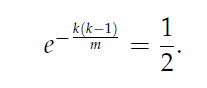 e^{-\frac{k(k-1)}{m}} = \frac{1}{2}.